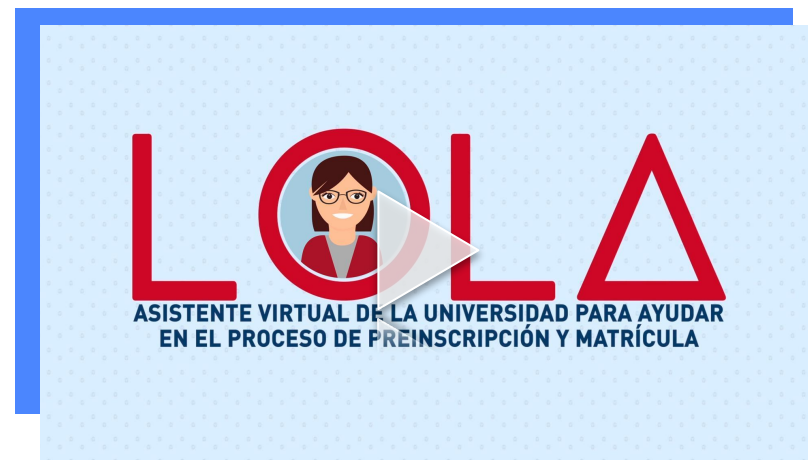 LOLA
ASISTENTE VIRTUAL DE LA UNIVERSIDAD PARA AYUDAR
EN EL PROCESO DE PREINSCRIPCIÓN Y MATRÍCULA